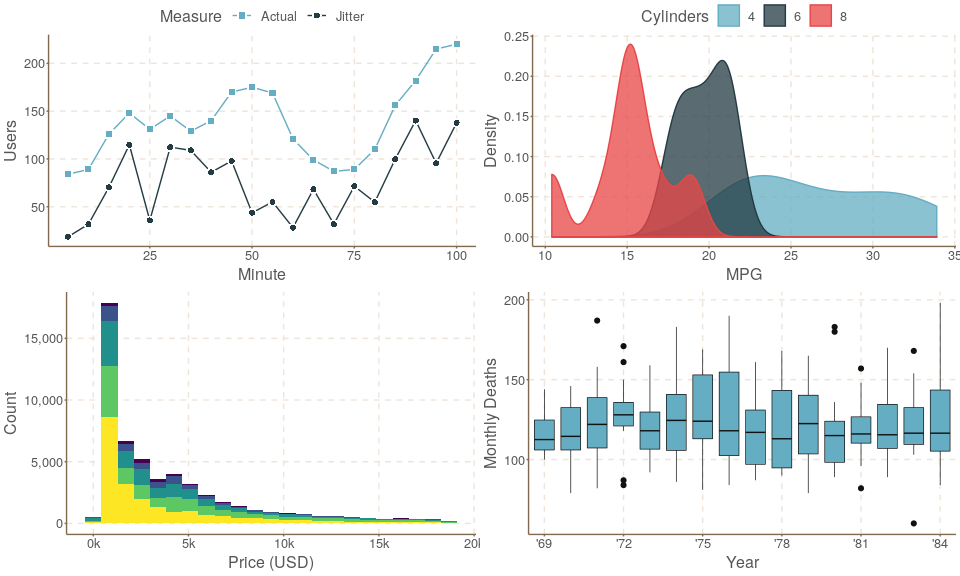 Measure Actual Jitter
200
150
100
50
Users
25 50 75 100
Minute
Cylinders 4 6 8
0.25
0.20
0.15
0.10
0.05
0.00
Density
10 15 20 25 30 35
MPG
15,000
10,000
5,000
0
Count
0k 5k 10k 15k 20
Price (USD)
200
150
100
Monthly Deaths
'69 '72 '75 '78 '81 '84
Year